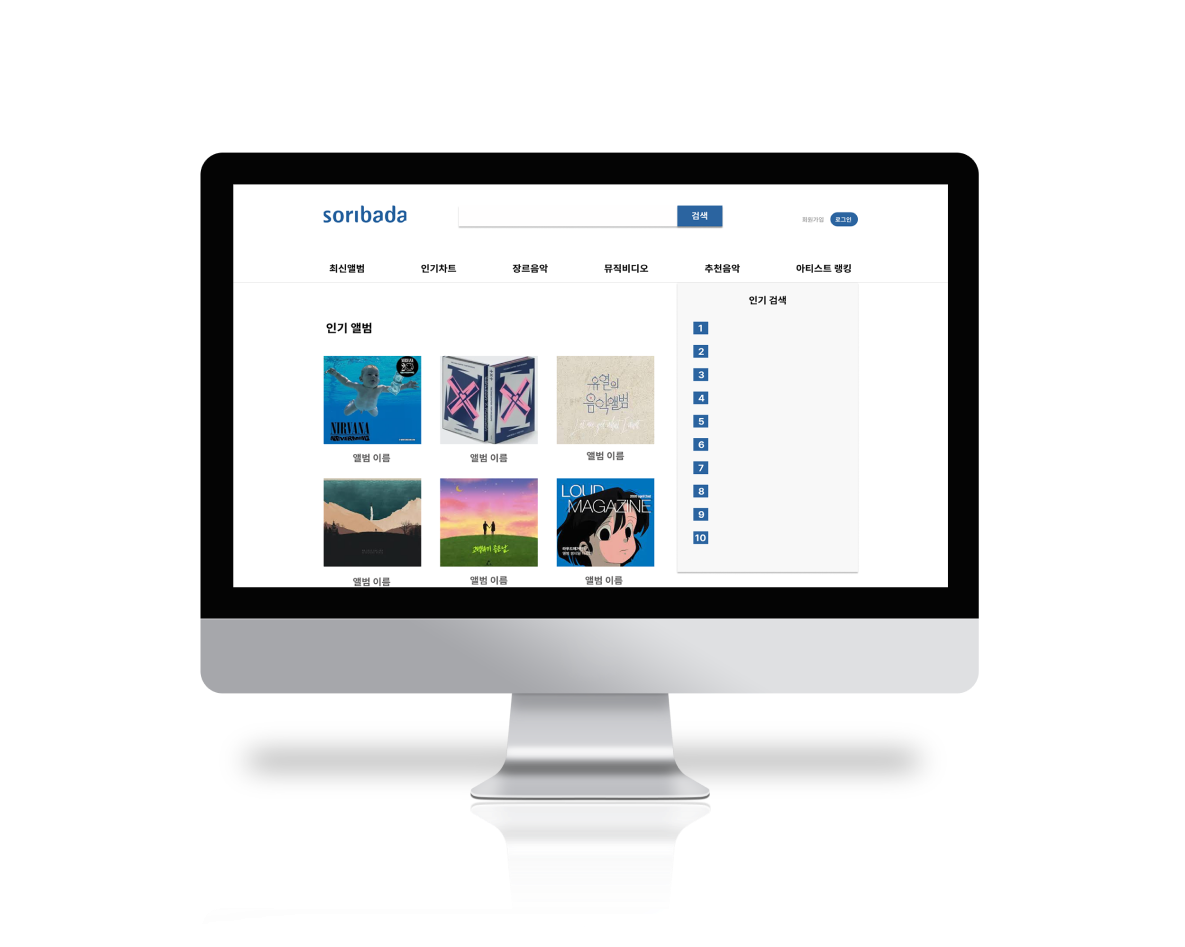 sorıbada
검색
회원가입
로그인
최신앨범
인기차트
장르음악
뮤직비디오
추천음악
아티스트 랭킹
인기 앨범
NIRVANA
NEVERMIND
앨범 이름
앨범 이름
유열의
음악앨범
앨범 이름
앨범 이름
앨범 이름
LOUD
MAGAZINE
앨범 이름
인기 검색
1
2
3
4
5
6
7
8
9
10